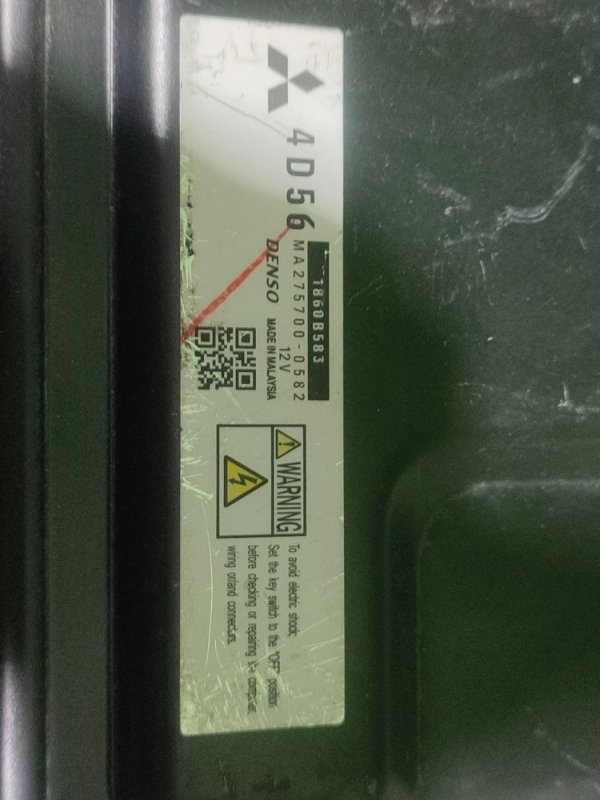 4D56
1860B583
MA275700-0582
12V
DENSO MADE IN MALAYSIA
WARNING
To avoid electric shock;
Set the key switch to the "OFF" position
before checking or repairing the computer,
wiring or/and connectors.